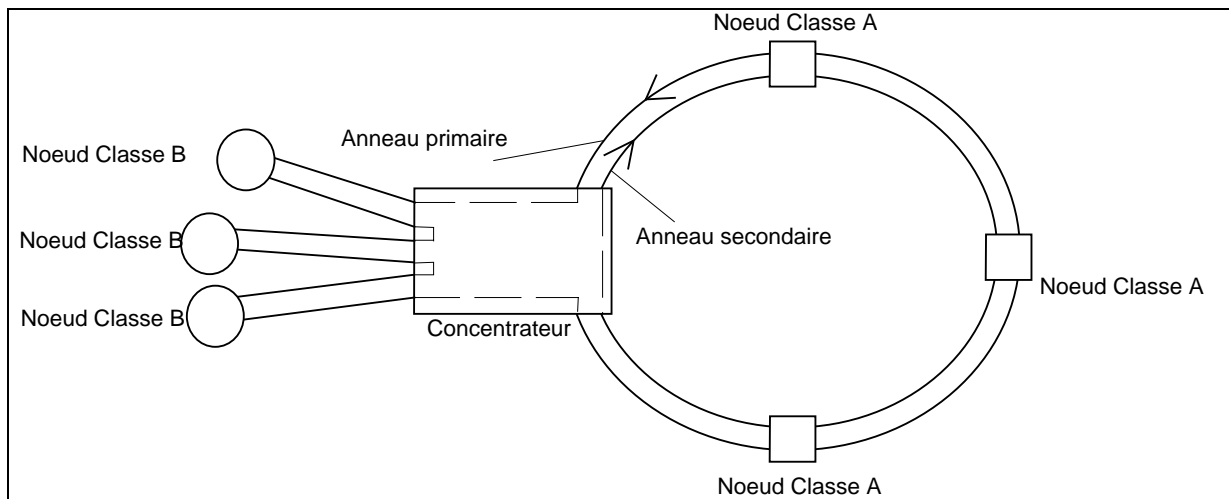 Noeud Classe A
Anneau primaire
Noeud Classe B
Anneau secondaire
Noeud Classe B
Noeud Classe A
Noeud Classe B
Concentrateur
Noeud Classe A